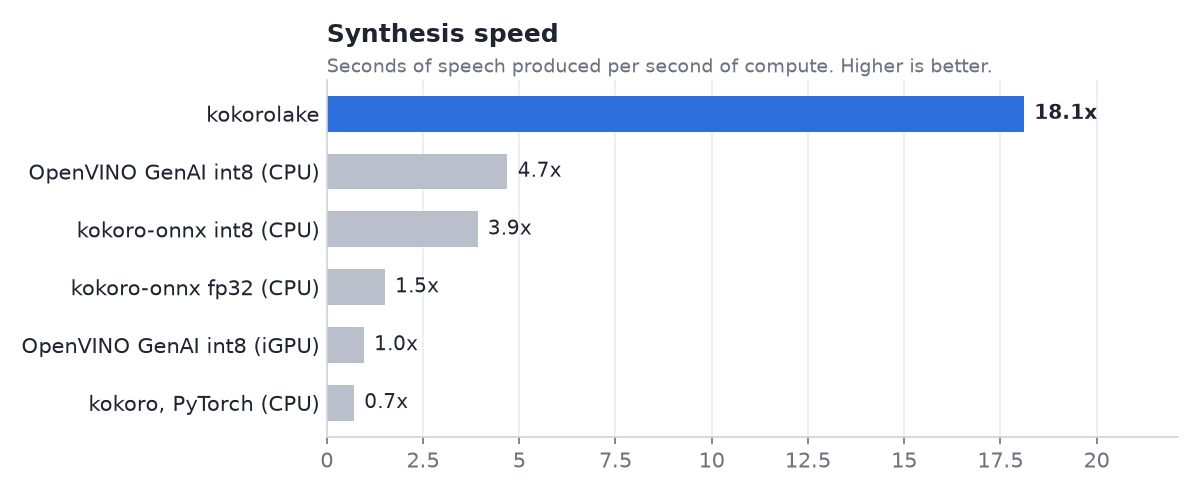 Synthesis speed
Seconds of speech produced per second of compute. Higher is better.
kokorolake 18.1x
OpenVINO GenAI int8 (CPU) 4.7x
kokoro-onnx int8 (CPU) 3.9x
kokoro-onnx fp32 (CPU) 1.5x
OpenVINO GenAI int8 (iGPU) 1.0x
kokoro, PyTorch (CPU) 0.7x
0 2.5 5 7.5 10 12.5 15 17.5 20